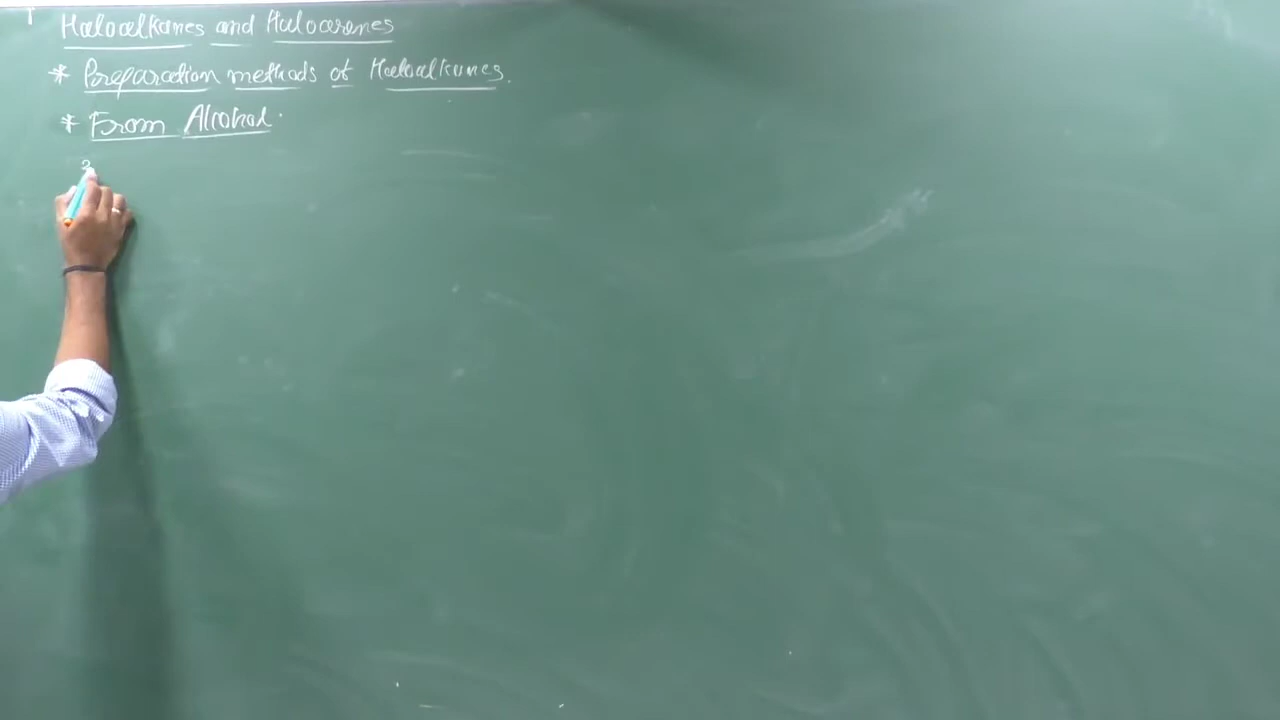 Haloalkanes and Haloarenes
* Preparation methods of Haloalkanes.
* From Alcohol.